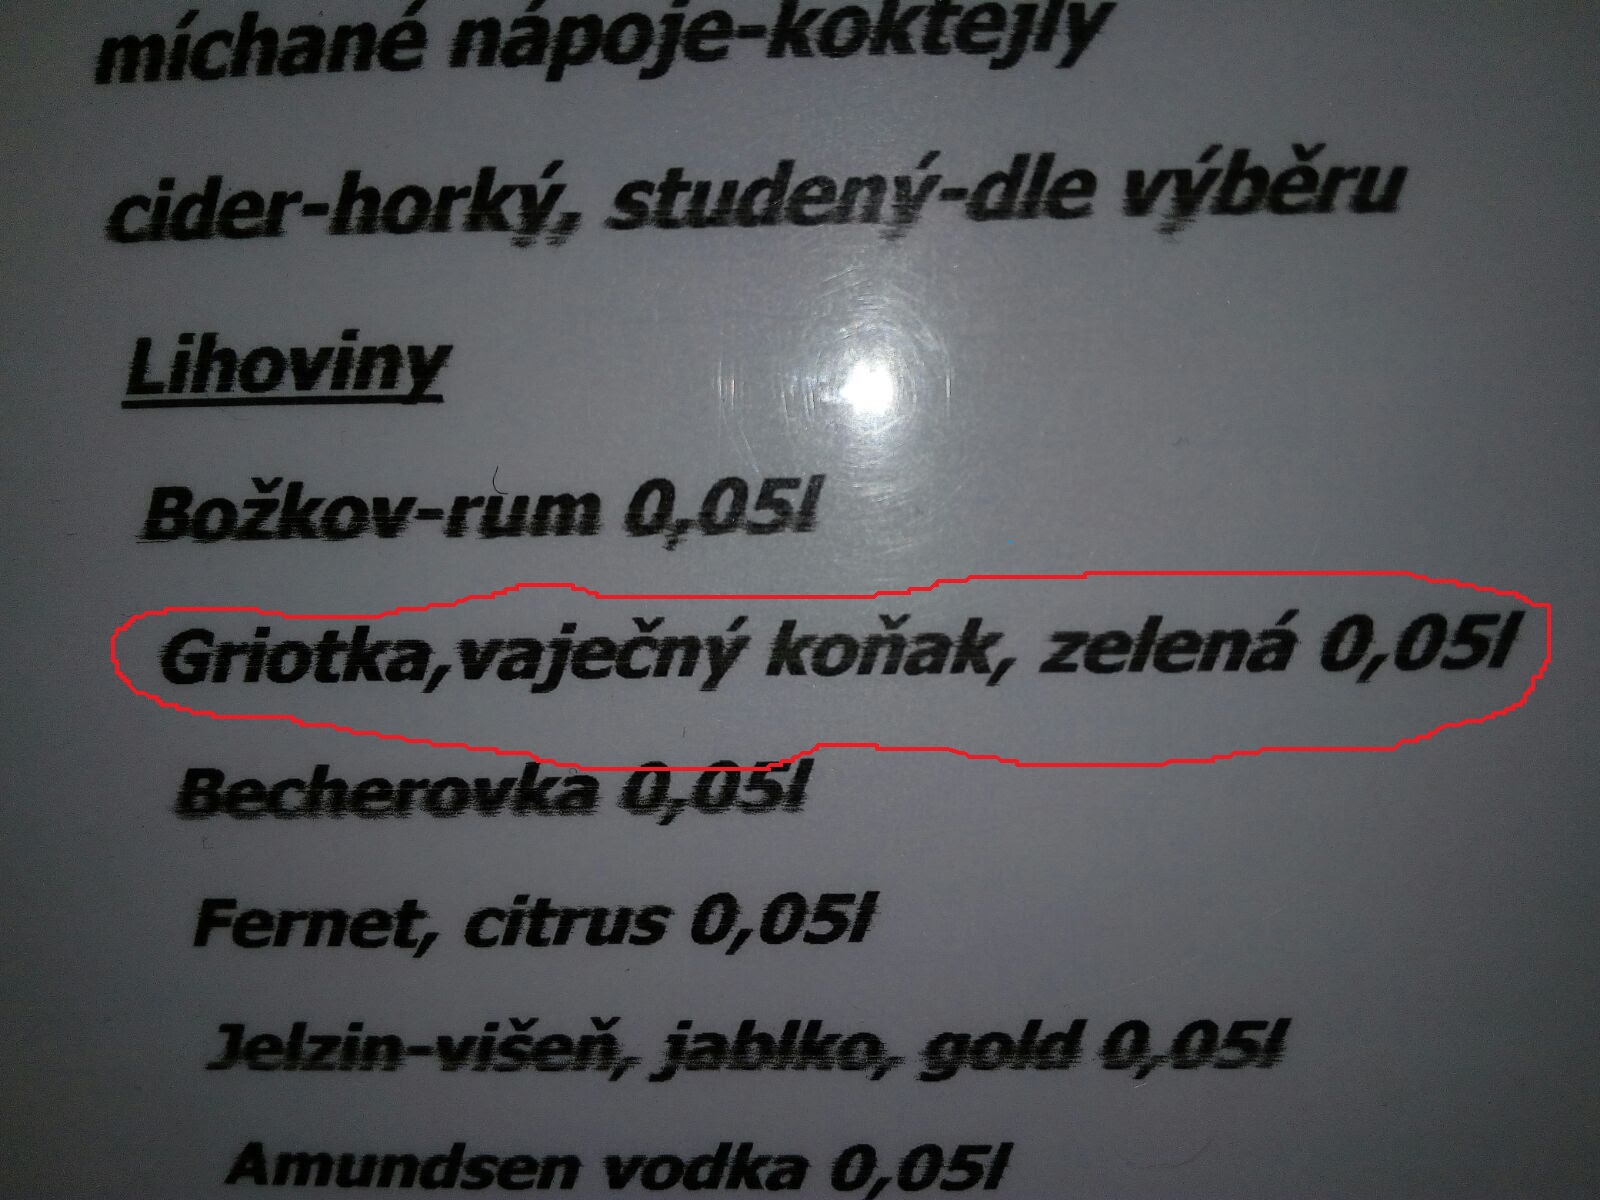 míchané nápoje-koktejly
cider-horký, studený-dle výběru
Lihoviny
Božkov-rum 0,05l
Griotka,vaječný koňak, zelená 0,05l
Becherovka 0,05l
Fernet, citrus 0,05l
Jelzin-višeň, jablko, gold 0,05l
Amundsen vodka 0,05l